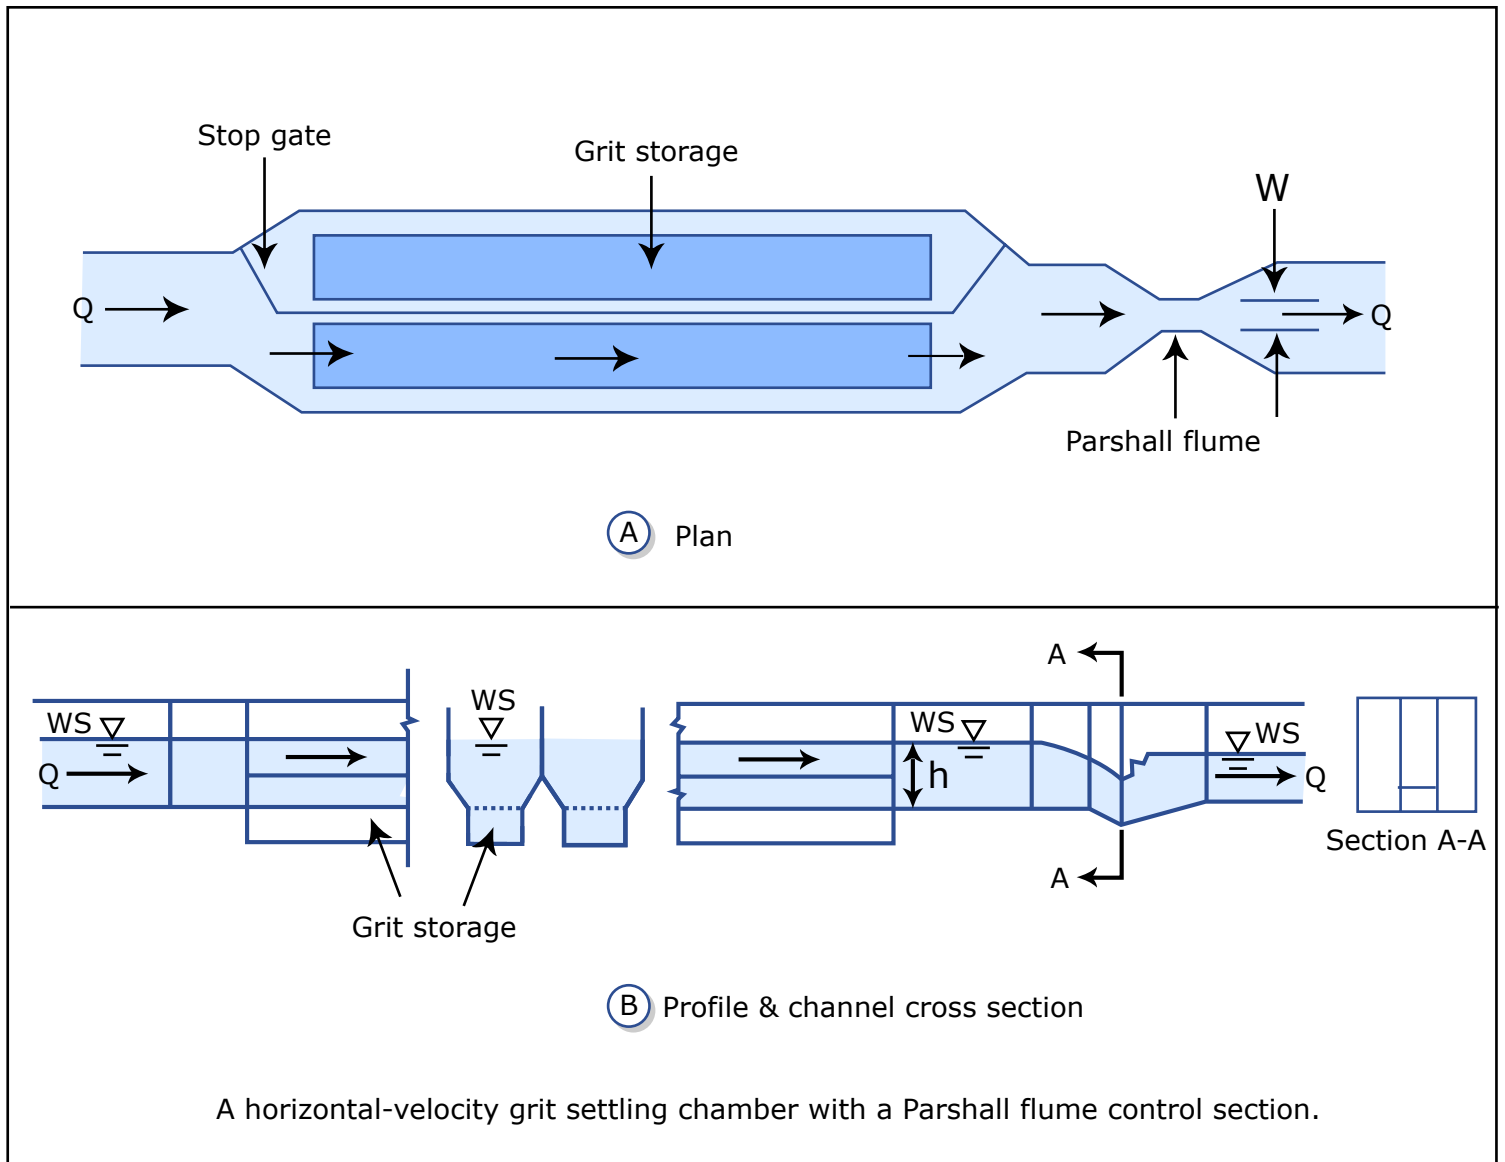 Stop gate
Grit storage
W
Q
Q
Parshall flume
A Plan
A
WS
WS
WS
WS
Q
h
Q
Section A-A
A
Grit storage
B Profile & channel cross section
A horizontal-velocity grit settling chamber with a Parshall flume control section.